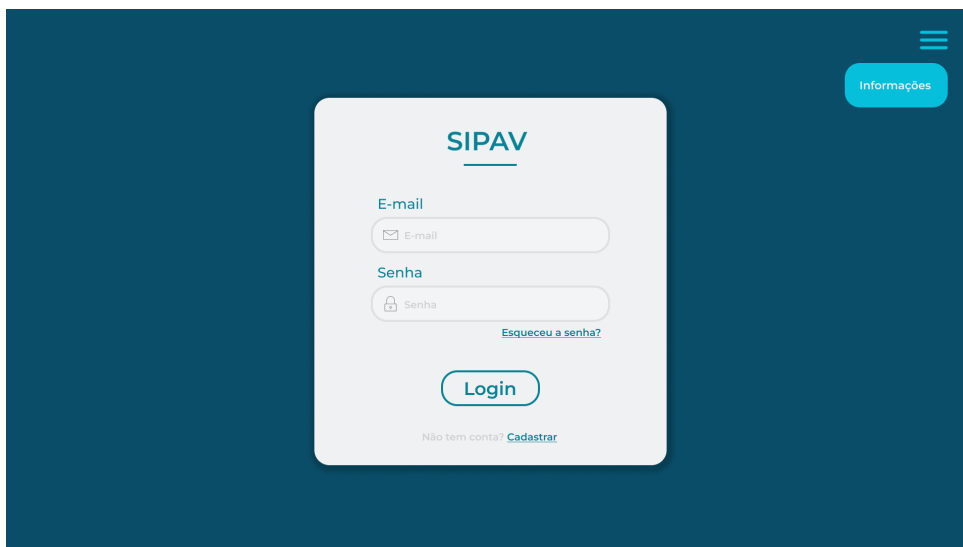 Informações
SIPAV
E-mail
E-mail
Senha
Senha
Esqueceu a senha?
Login
Não tem conta? Cadastrar